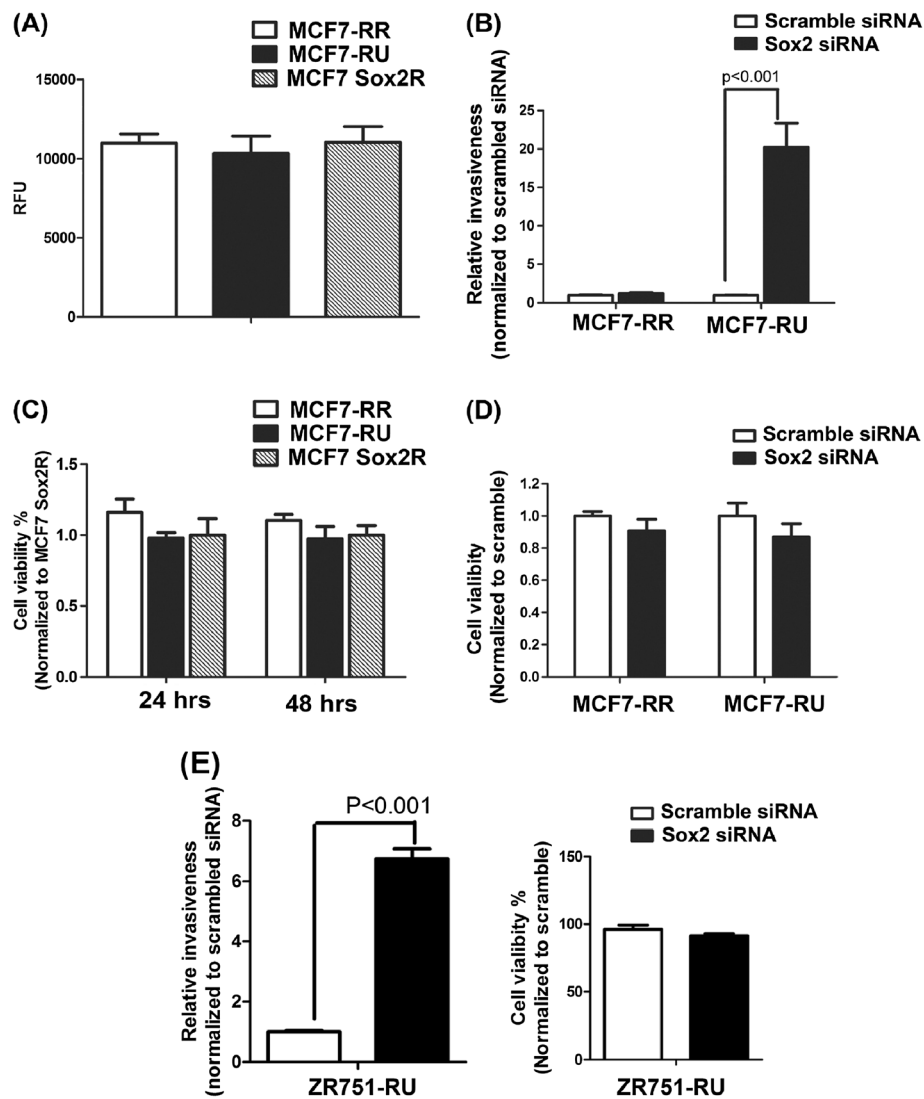 (A)
MCF7-RR
MCF7-RU
MCF7 Sox2R
15000
10000
5000
0
RFU
(B)
Scramble siRNA
Sox2 siRNA
p<0.001
25
20
15
10
5
0
Relative invasiveness
(normalized to scrambled siRNA)
MCF7-RR
MCF7-RU
(C)
MCF7-RR
MCF7-RU
MCF7 Sox2R
1.5
1.0
0.5
0.0
Cell viability %
(Normalized to MCF7 Sox2R)
24 hrs
48 hrs
(D)
Scramble siRNA
Sox2 siRNA
1.2
1.0
0.8
0.6
0.4
0.2
0.0
Cell vialibity
(Normalized to scramble)
MCF7-RR
MCF7-RU
(E)
P<0.001
8
6
4
2
0
Relative invasiveness
(normalized to scrambled siRNA)
ZR751-RU
Scramble siRNA
Sox2 siRNA
150
100
50
0
Cell vialibity %
(Normalized to scramble)
ZR751-RU